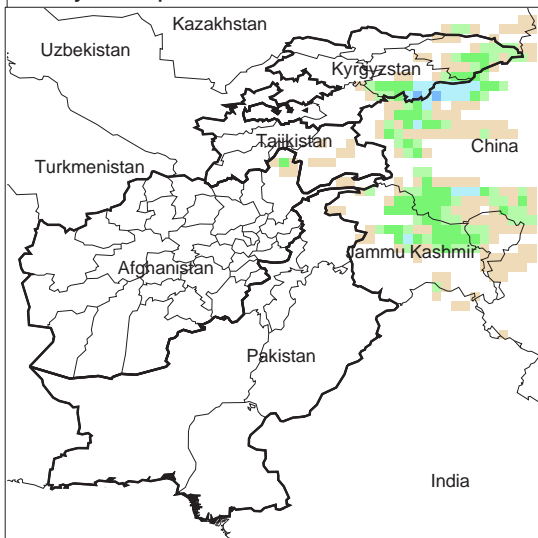 Kazakhstan
Uzbekistan
Kyrgyzstan
Tajikistan
China
Turkmenistan
Jammu Kashmir
Afghanistan
Pakistan
India